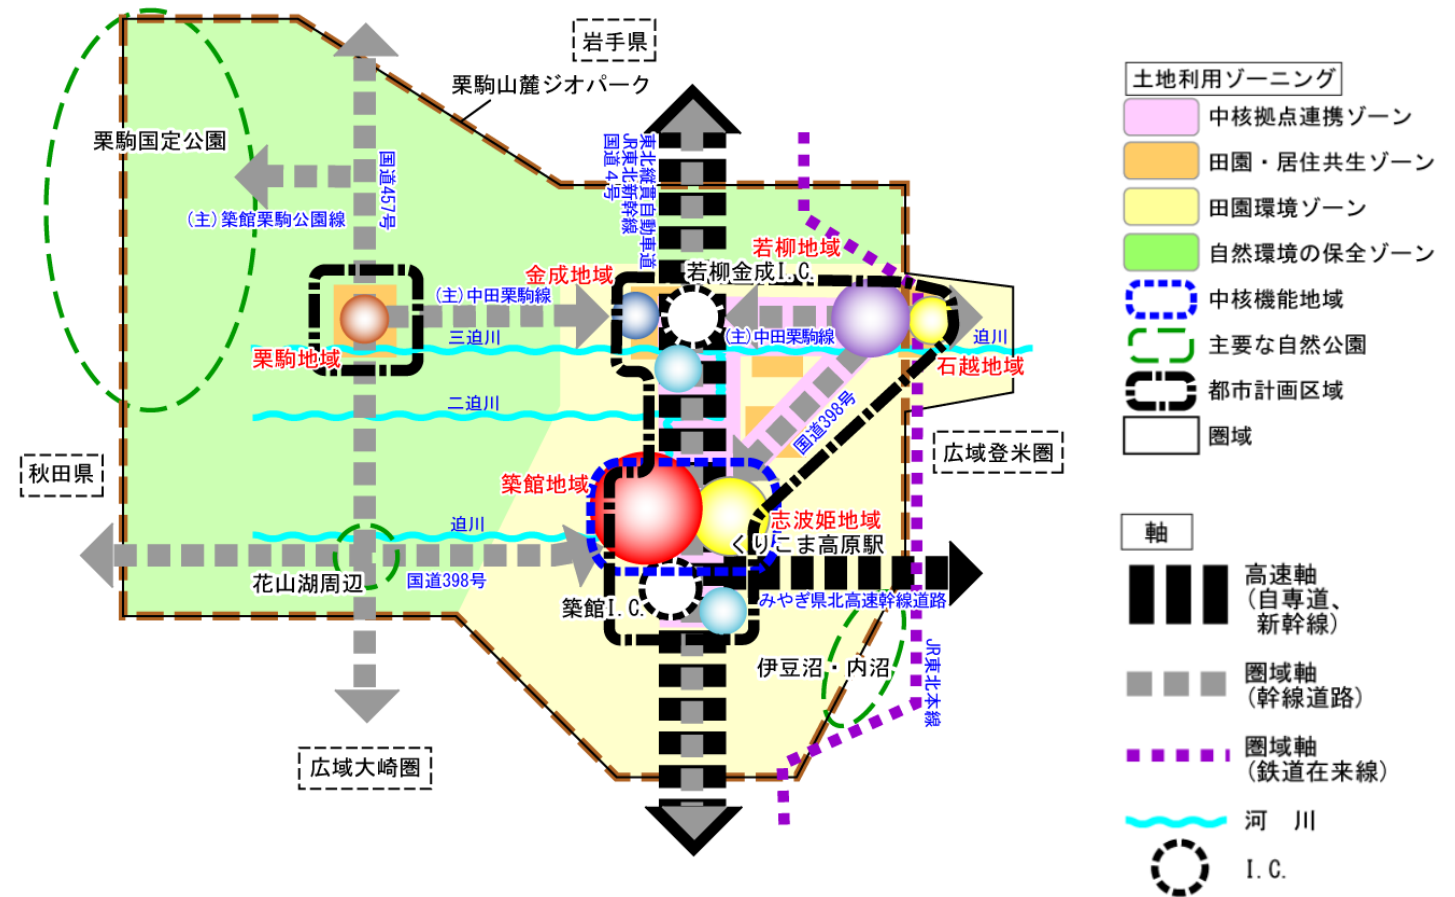 岩手県
栗駒山麓ジオパーク
栗駒国定公園
国道457号
(主)築館栗駒公園線
東北縦貫自動車道
JR東北新幹線
国道4号
若柳地域
金成地域
若柳金成I.C.
(主)中田栗駒線
(主)中田栗駒線
三迫川
迫川
栗駒地域
石越地域
二迫川
国道398号
広域登米圏
秋田県
築館地域
迫川
志波姫地域
くりこま高原駅
花山湖周辺
国道398号
築館I.C.
みやぎ県北高速幹線道路
伊豆沼・内沼
JR東北本線
広域大崎圏
土地利用ゾーニング
中核拠点連携ゾーン
田園・居住共生ゾーン
田園環境ゾーン
自然環境の保全ゾーン
中核機能地域
主要な自然公園
都市計画区域
圏域
軸
高速軸
(自専道、
新幹線)
圏域軸
(幹線道路)
圏域軸
(鉄道在来線)
河　川
I.C.